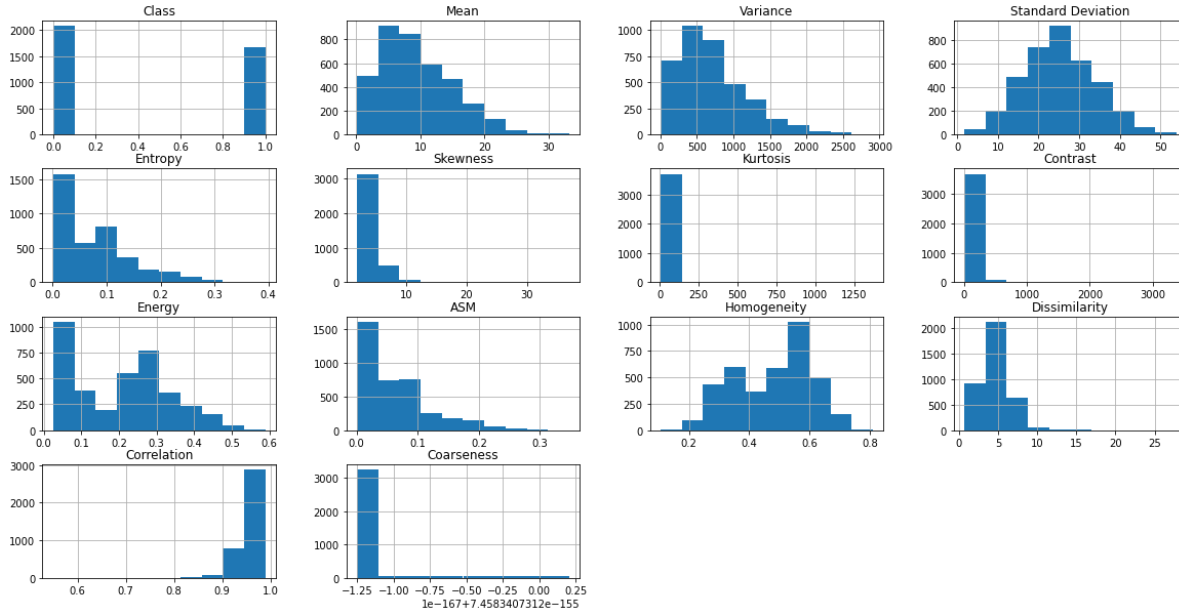 Class
Mean
Variance
Standard Deviation
2000
1500
1000
500
0
0.0 0.2 0.4 0.6 0.8 1.0
800
600
400
200
0
0 10 20 30
1000
750
500
250
0
0 500 1000 1500 2000 2500 3000
800
600
400
200
0
10 20 30 40 50
Entropy
Skewness
Kurtosis
Contrast
1500
1000
500
0
0.0 0.1 0.2 0.3 0.4
3000
2000
1000
0
10 20 30
3000
2000
1000
0
0 250 500 750 1000 1250
3000
2000
1000
0
0 1000 2000 3000
Energy
ASM
Homogeneity
Dissimilarity
1000
750
500
250
0
0.0 0.1 0.2 0.3 0.4 0.5 0.6
1500
1000
500
0
0.0 0.1 0.2 0.3
1000
750
500
250
0
0.2 0.4 0.6 0.8
2000
1500
1000
500
0
0 5 10 15 20 25
Correlation
Coarseness
3000
2000
1000
0
0.6 0.7 0.8 0.9 1.0
3000
2000
1000
0
−1.25 −1.00 −0.75 −0.50 −0.25 0.00 0.25
1e−167+7.4583407312e−155